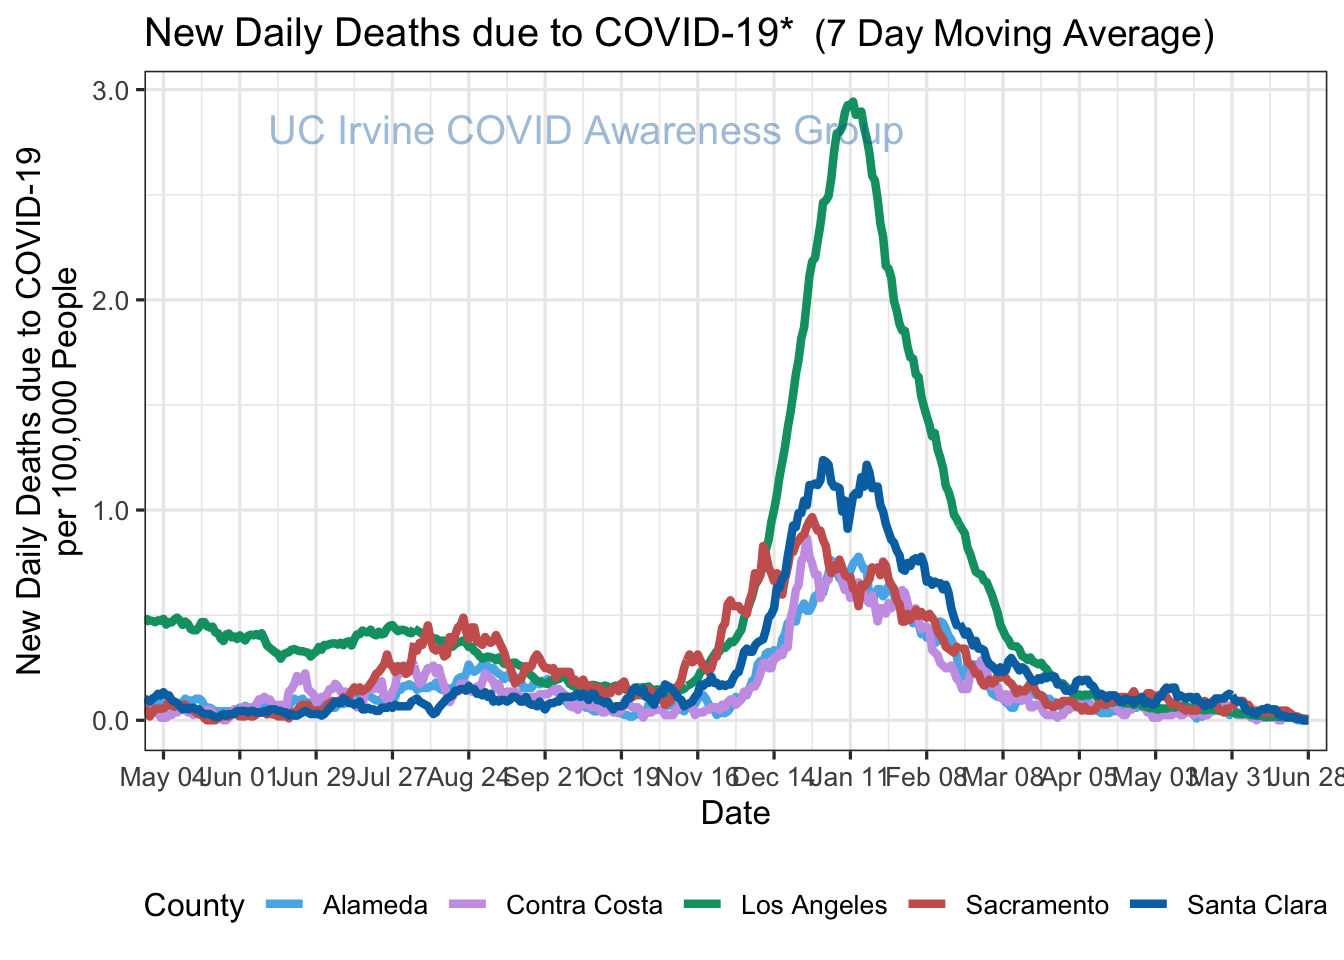 New Daily Deaths due to COVID-19* (7 Day Moving Average)
UC Irvine COVID Awareness Group
New Daily Deaths due to COVID-19
per 100,000 People
3.0
2.0
1.0
0.0
May 04 Jun 01 Jun 29 Jul 27 Aug 24 Sep 21 Oct 19 Nov 16 Dec 14 Jan 11 Feb 08 Mar 08 Apr 05 May 03 May 31 Jun 28
Date
County Alameda Contra Costa Los Angeles Sacramento Santa Clara